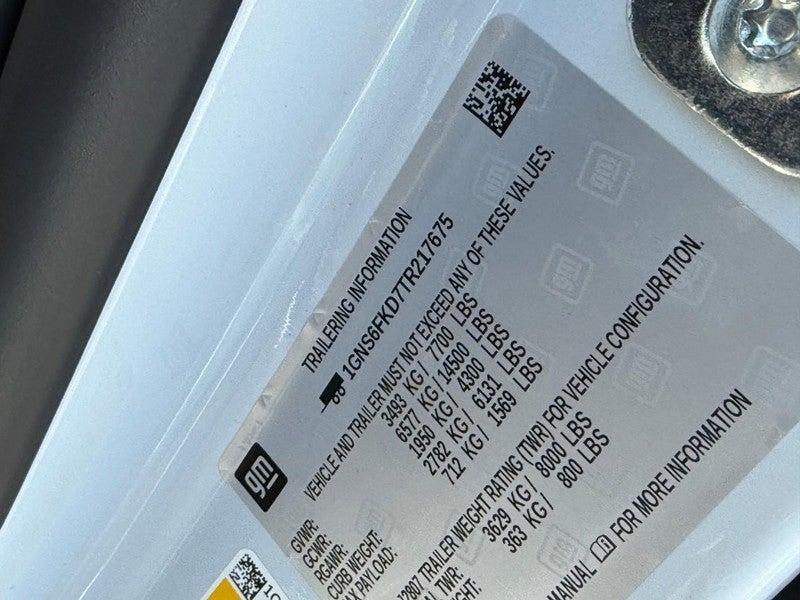 TRAILERING INFORMATION
1GNS6FKD7TR217675
VEHICLE AND TRAILER MUST NOT EXCEED ANY OF THESE VALUES.
GVWR: 3493 KG / 7700 LBS
GCWR: 6577 KG / 14500 LBS
RGAWR: 1950 KG / 4300 LBS
CURB WEIGHT: 2782 KG / 6131 LBS
PAYLOAD: 712 KG / 1569 LBS
2807 TRAILER WEIGHT RATING (TWR) FOR VEHICLE CONFIGURATION.
TWR: 3629 KG / 8000 LBS
363 KG / 800 LBS
MANUAL FOR MORE INFORMATION
gm